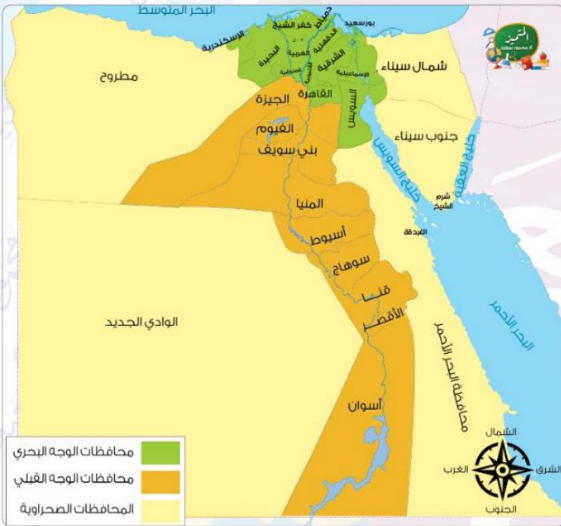 البحر المتوسط
دمياط
بورسعيد
كفر الشيخ
الإسكندرية
الدقهلية
البحيرة
الغربية
الشرقية
المنوفية
الإسماعيلية
القليوبية
المتميز
شمال سيناء
مطروح
القاهرة
السويس
الجيزة
الفيوم
بني سويف
جنوب سيناء
خليج السويس
خليج العقبة
شرم
الشيخ
المنيا
أسيوط
الغردقة
سوهاج
قنا
الأقصر
البحر الأحمر
الوادي الجديد
محافظة البحر الأحمر
أسوان
الشمال
الشرق
الغرب
الجنوب
محافظات الوجه البحري
محافظات الوجه القبلي
المحافظات الصحراوية